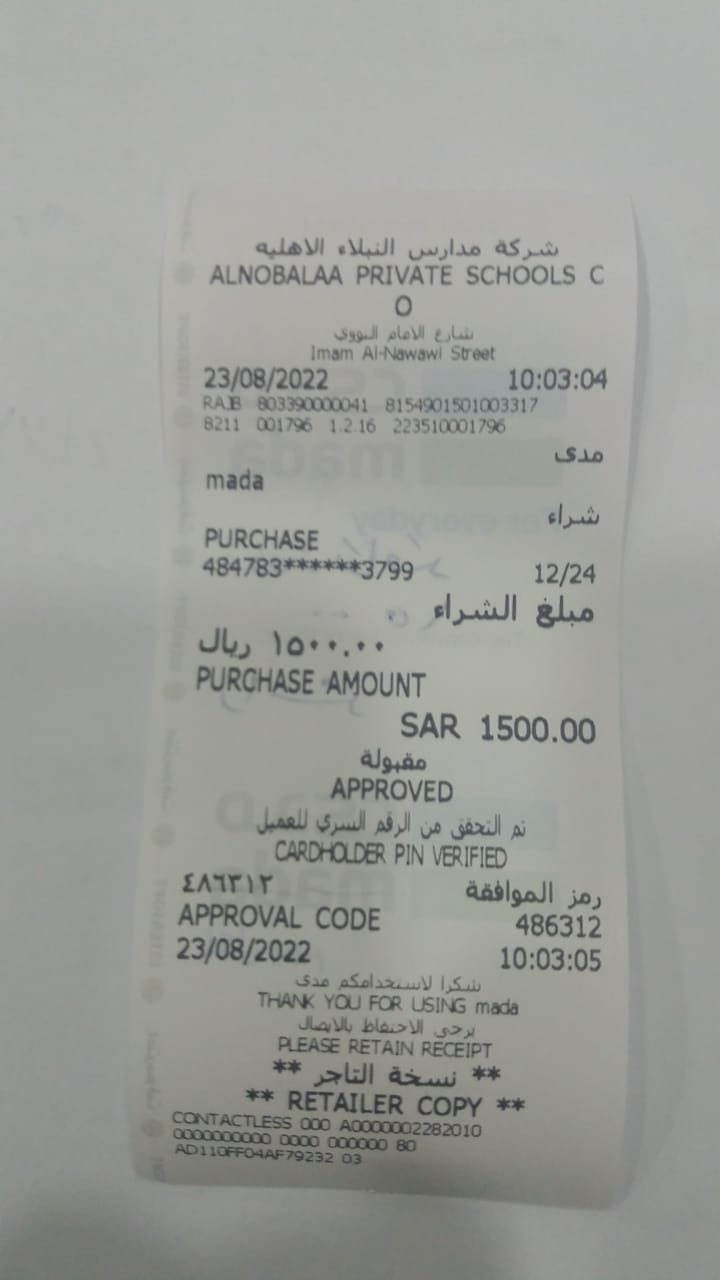 شركة مدارس النبلاء الاهليه
ALNOBALAA PRIVATE SCHOOLS C
O
شارع الامام النووي
Imam Al-Nawawi Street
23/08/2022 10:03:04
RAJB 803390000041 8154901501003317
8211 001796 1.2.16 223510001796
مدى
mada
شراء
PURCHASE
484783******3799 12/24
مبلغ الشراء
١٥٠٠.٠٠ ريال
PURCHASE AMOUNT
SAR 1500.00
مقبولة
APPROVED
تم التحقق من الرقم السري للعميل
CARDHOLDER PIN VERIFIED
رمز الموافقة ٤٨٦٣١٢
APPROVAL CODE 486312
23/08/2022 10:03:05
شكرا لاستخدامكم مدى
THANK YOU FOR USING mada
يرجى الاحتفاظ بالايصال
PLEASE RETAIN RECEIPT
** نسخة التاجر **
** RETAILER COPY **
CONTACTLESS 000 A0000002282010
0000000000 0000 000000 80
AD110FF04AF79232 03